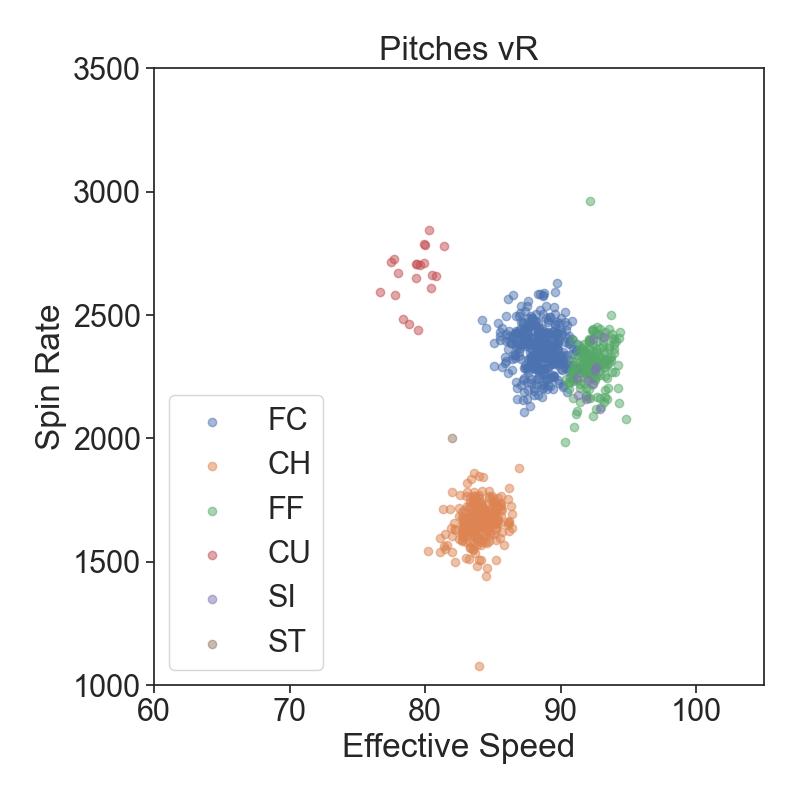 Pitches vR
3500
3000
2500
2000
1500
1000
Spin Rate
FC
CH
FF
CU
SI
ST
60 70 80 90 100
Effective Speed